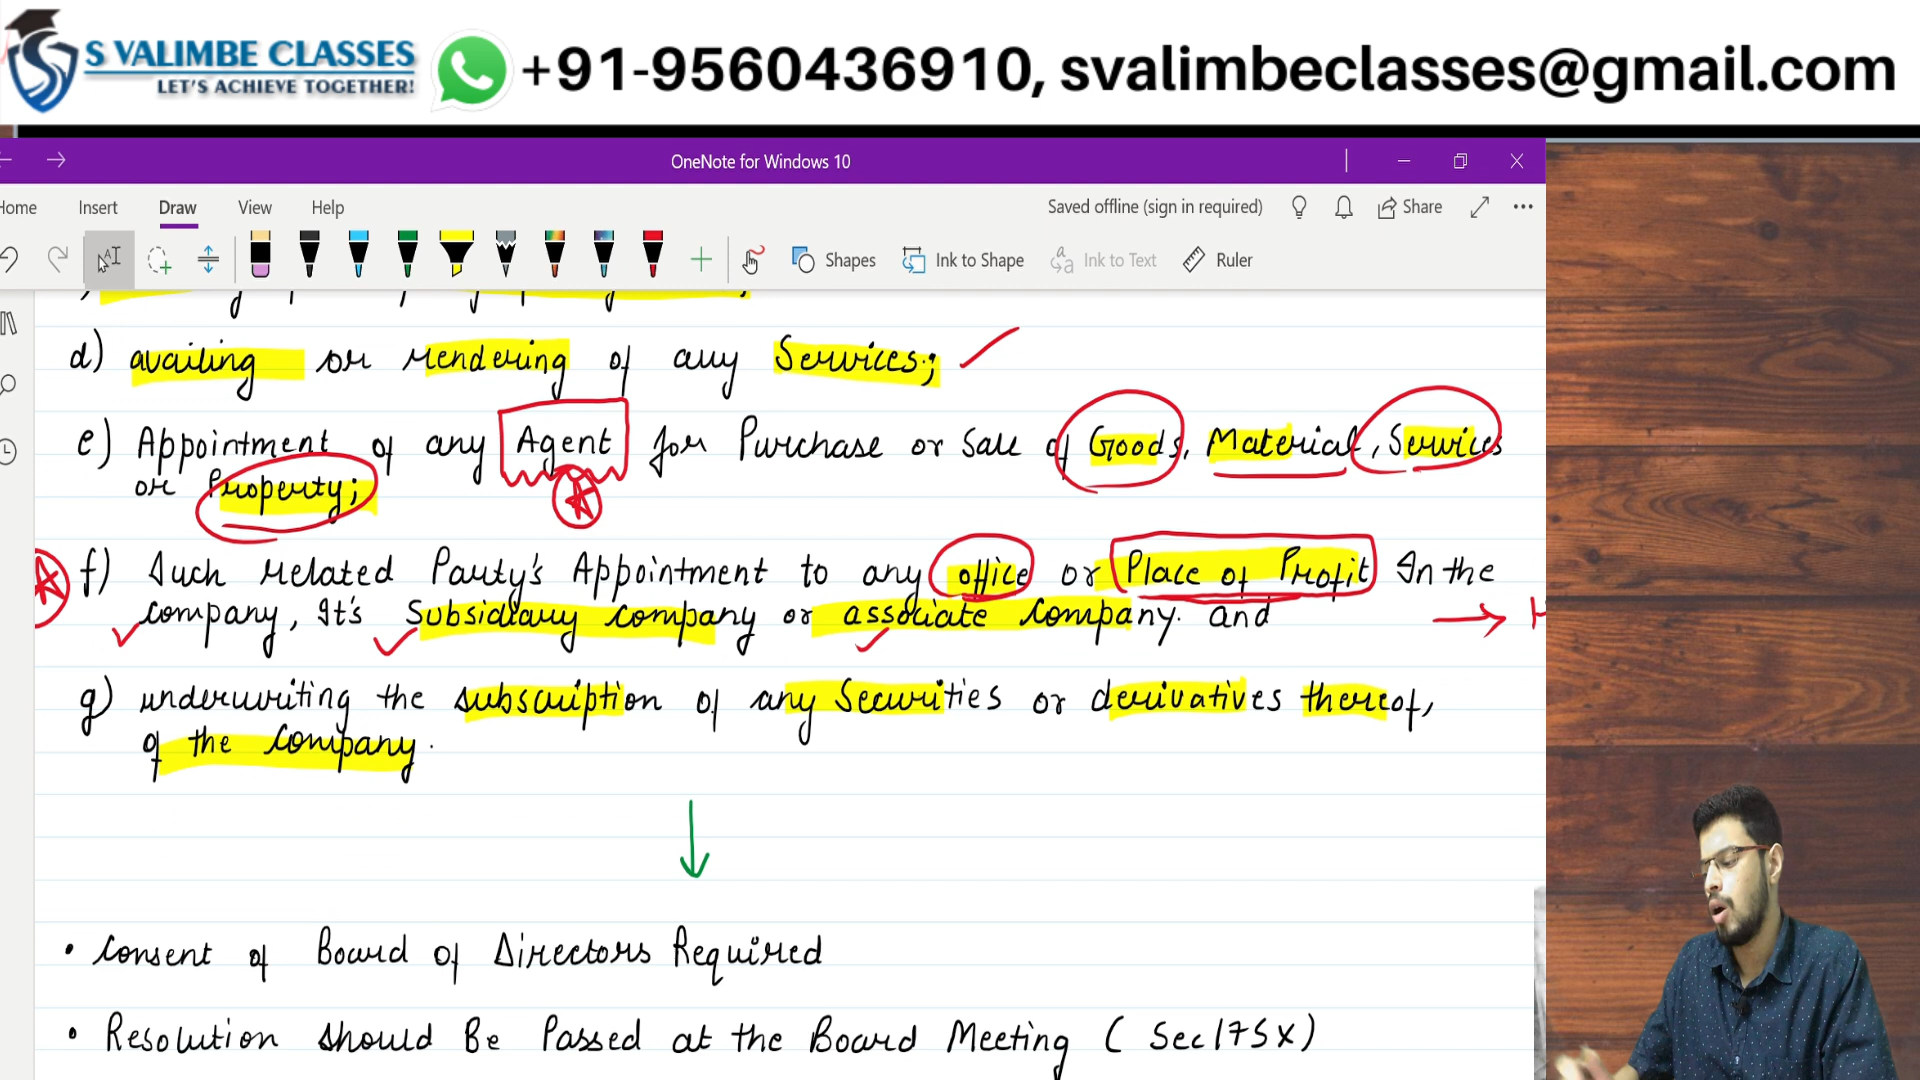 S VALIMBE CLASSES
LET'S ACHIEVE TOGETHER!
+91-9560436910, svalimbeclasses@gmail.com
OneNote for Windows 10
Home Insert Draw View Help
Saved offline (sign in required) Share
Shapes Ink to Shape Ink to Text Ruler
d) availing or rendering of any Services;
e) Appointment of any Agent for Purchase or Sale of Goods, Material, Services
or Property;
f) Such related Party's Appointment to any office or Place of Profit In the
company, It's Subsidiary company or associate company. and
g) underwriting the subscription of any Securities or derivatives thereof,
of the company.
• Consent of Board of Directors Required
• Resolution should Be Passed at the Board Meeting ( Sec175X)